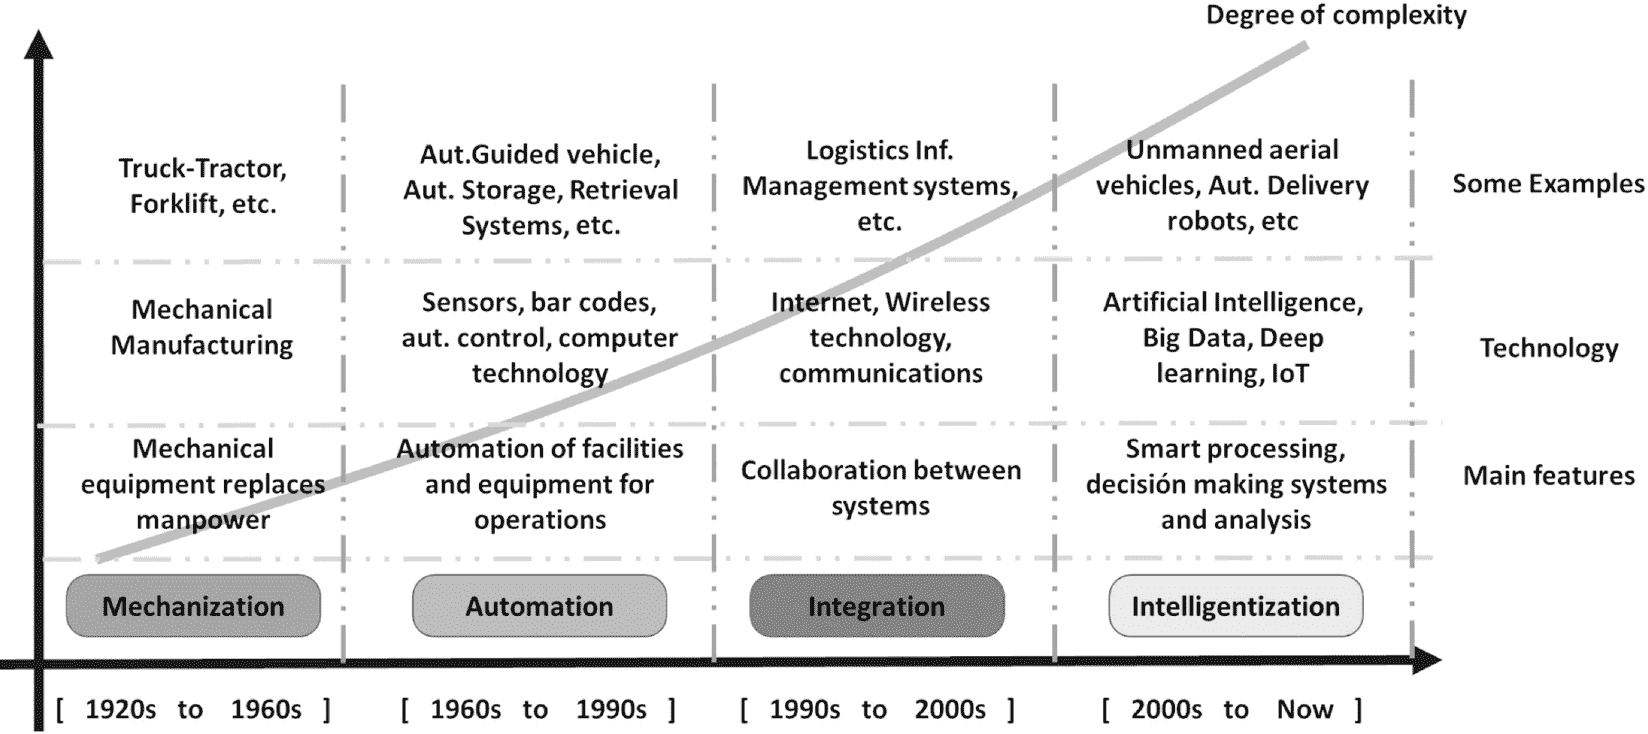 Degree of complexity
Truck-Tractor,
Forklift, etc.
Aut.Guided vehicle,
Aut. Storage, Retrieval
Systems, etc.
Logistics Inf.
Management systems,
etc.
Unmanned aerial
vehicles, Aut. Delivery
robots, etc
Some Examples
Mechanical
Manufacturing
Sensors, bar codes,
aut. control, computer
technology
Internet, Wireless
technology,
communications
Artificial Intelligence,
Big Data, Deep
learning, IoT
Technology
Mechanical
equipment replaces
manpower
Automation of facilities
and equipment for
operations
Collaboration between
systems
Smart processing,
decisión making systems
and analysis
Main features
Mechanization
Automation
Integration
Intelligentization
[ 1920s to 1960s ]
[ 1960s to 1990s ]
[ 1990s to 2000s ]
[ 2000s to Now ]